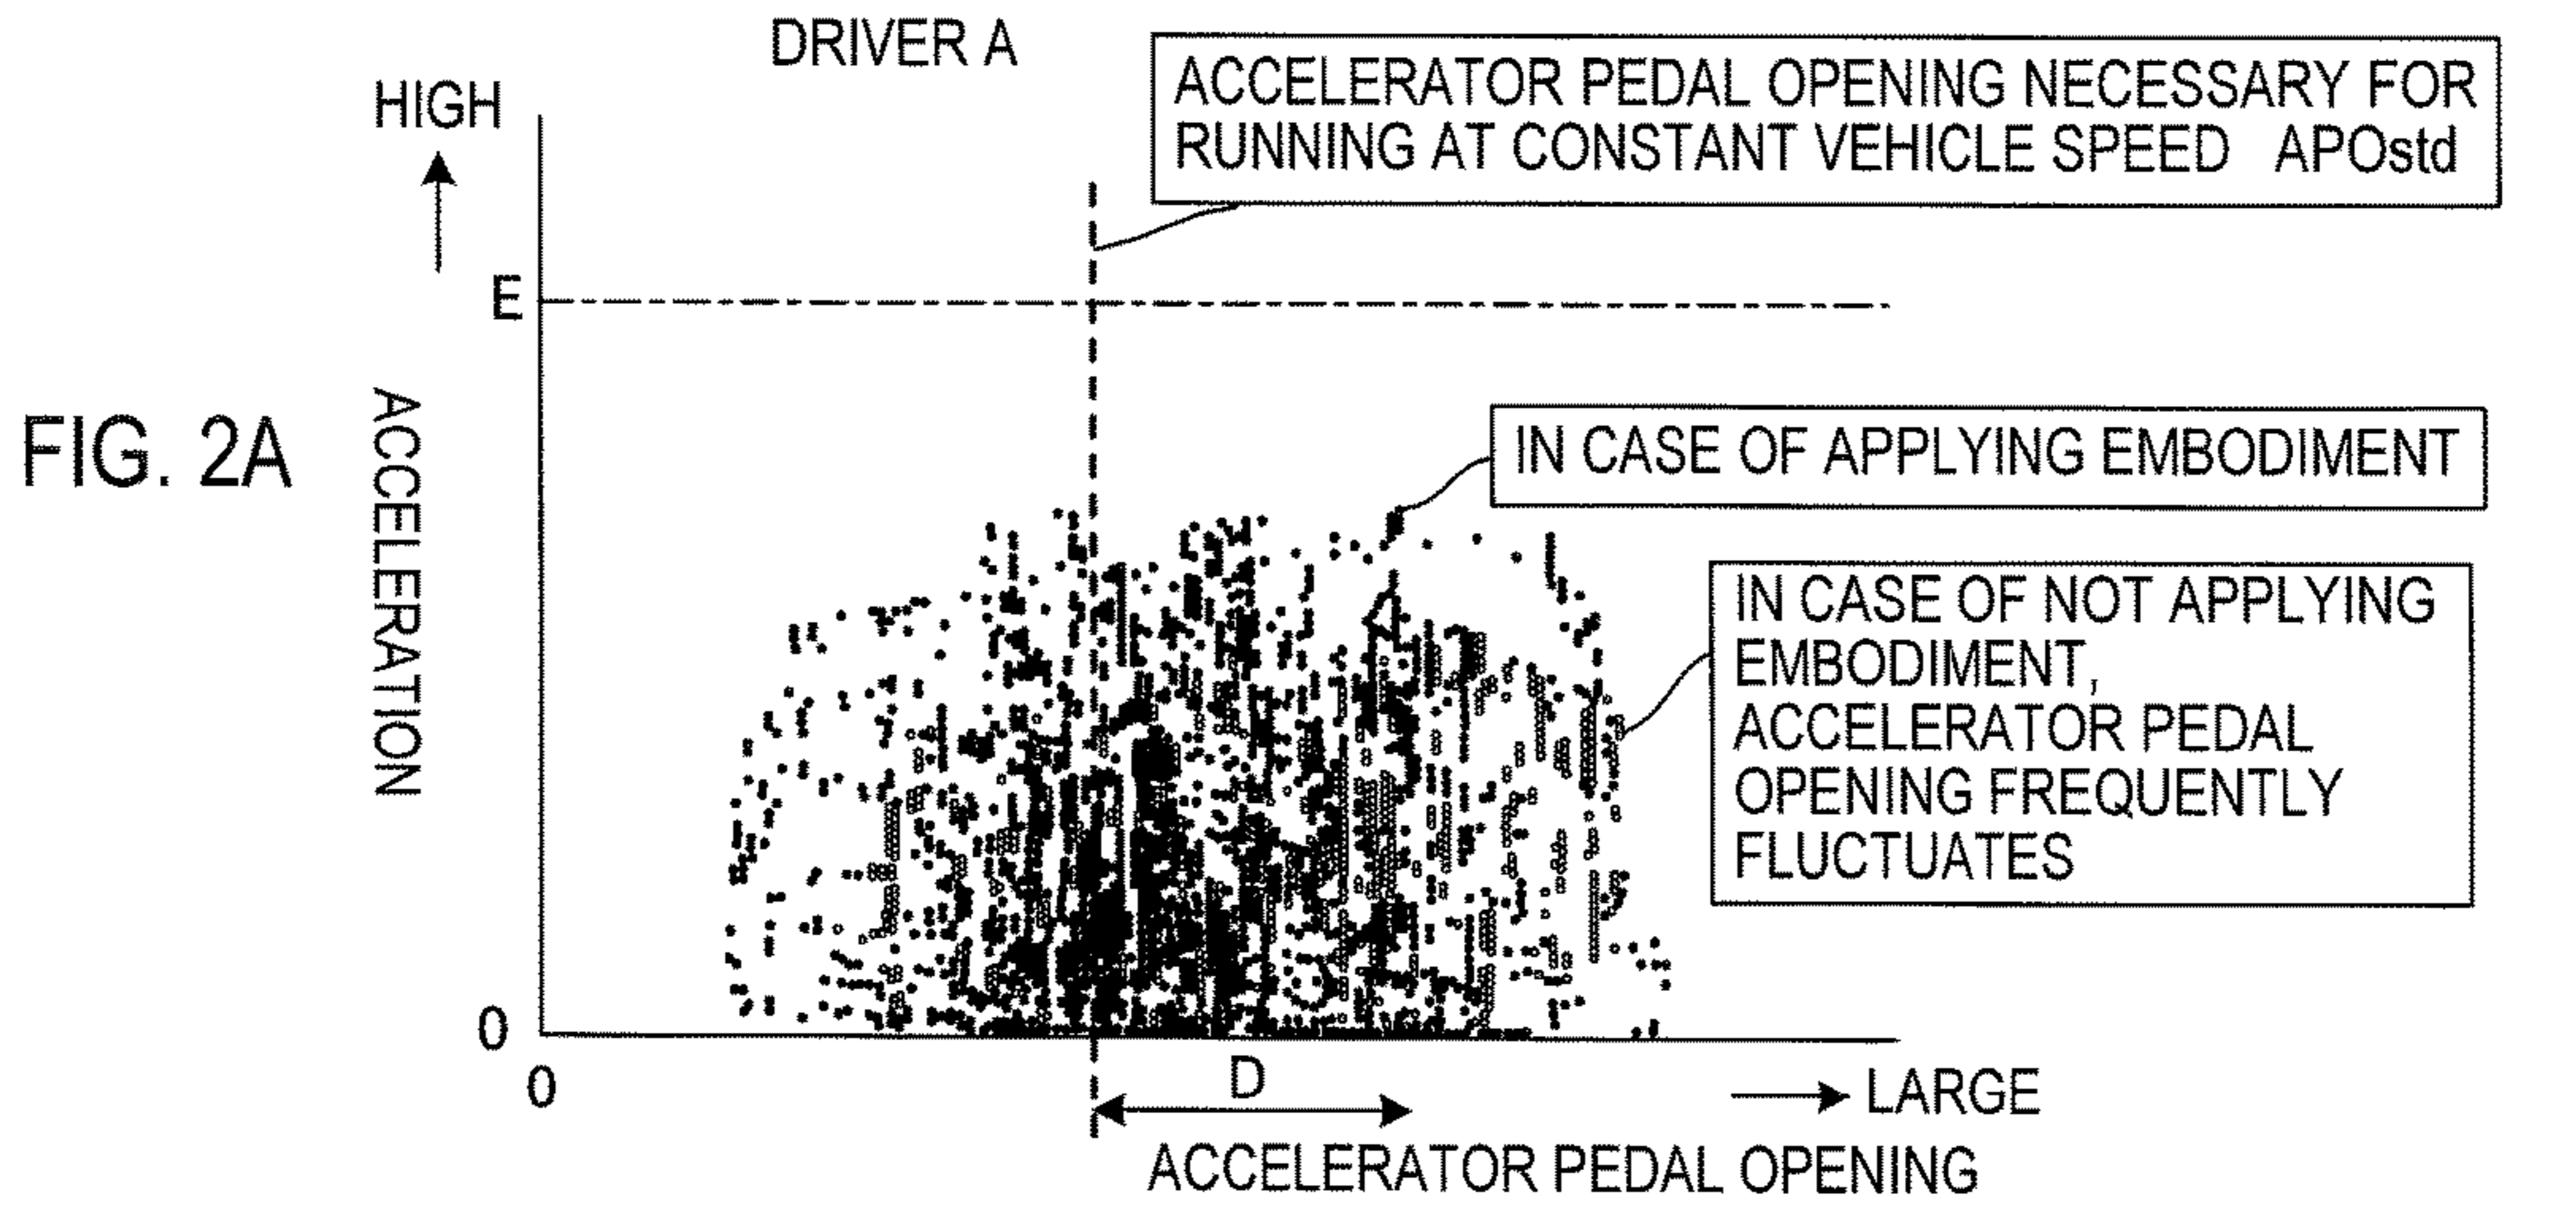 DRIVER A
ACCELERATOR PEDAL OPENING NECESSARY FOR
RUNNING AT CONSTANT VEHICLE SPEED APOstd
HIGH
E
FIG. 2A
ACCELERATION
IN CASE OF APPLYING EMBODIMENT
IN CASE OF NOT APPLYING
EMBODIMENT,
ACCELERATOR PEDAL
OPENING FREQUENTLY
FLUCTUATES
0
0
D
LARGE
ACCELERATOR PEDAL OPENING